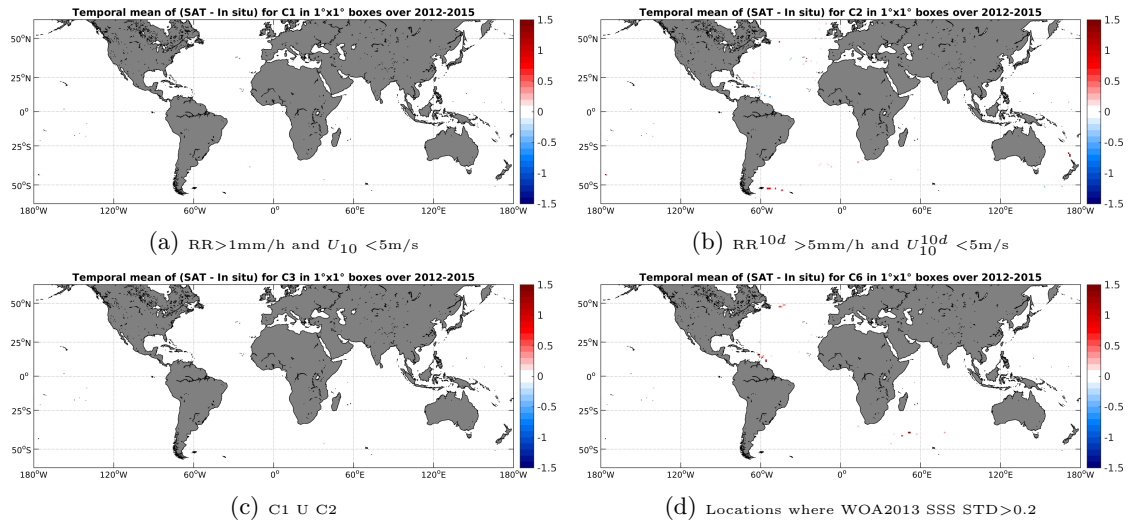 Temporal mean of (SAT - In situ) for C1 in 1°x1° boxes over 2012-2015
50°N
25°N
0°
25°S
50°S
180°W 120°W 60°W 0° 60°E 120°E 180°W
1.5
1
0.5
0
-0.5
-1
-1.5
(a) RR>1mm/h and U10 <5m/s
Temporal mean of (SAT - In situ) for C2 in 1°x1° boxes over 2012-2015
50°N
25°N
0°
25°S
50°S
180°W 120°W 60°W 0° 60°E 120°E 180°W
1.5
1
0.5
0
-0.5
-1
-1.5
(b) RR^10d >5mm/h and U10^10d <5m/s
Temporal mean of (SAT - In situ) for C3 in 1°x1° boxes over 2012-2015
50°N
25°N
0°
25°S
50°S
180°W 120°W 60°W 0° 60°E 120°E 180°W
1.5
1
0.5
0
-0.5
-1
-1.5
(c) C1 U C2
Temporal mean of (SAT - In situ) for C6 in 1°x1° boxes over 2012-2015
50°N
25°N
0°
25°S
50°S
180°W 120°W 60°W 0° 60°E 120°E 180°W
1.5
1
0.5
0
-0.5
-1
-1.5
(d) Locations where WOA2013 SSS STD>0.2